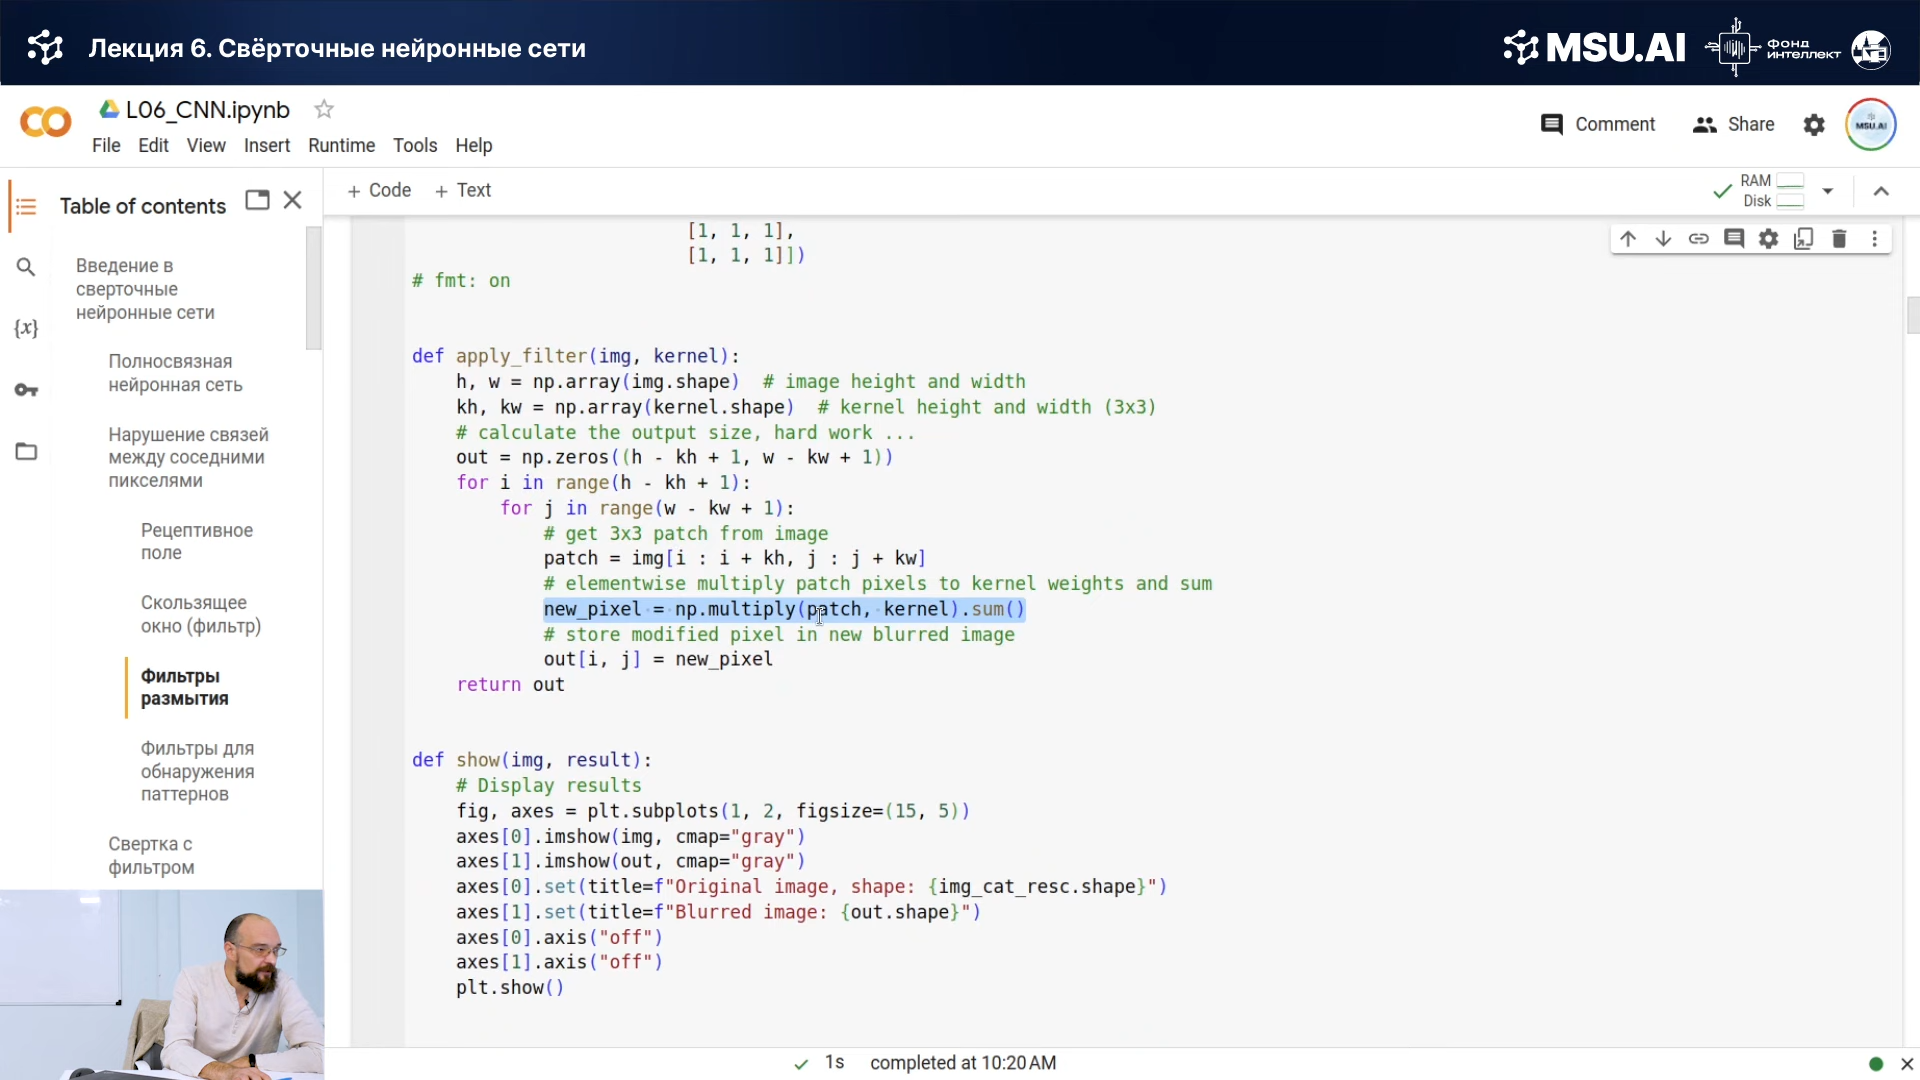 Лекция 6. Свёрточные нейронные сети
MSU.AI
ФОНД
ИНТЕЛЛЕКТ
L06_CNN.ipynb
File Edit View Insert Runtime Tools Help
Comment
Share
MSU.AI
Table of contents
+ Code + Text
RAM
Disk
Введение в
сверточные
нейронные сети
{x}
Полносвязная
нейронная сеть
Нарушение связей
между соседними
пикселями
Рецептивное
поле
Скользящее
окно (фильтр)
Фильтры
размытия
Фильтры для
обнаружения
паттернов
Свертка с
фильтром
[1, 1, 1],
[1, 1, 1]])
# fmt: on
def apply_filter(img, kernel):
h, w = np.array(img.shape)  # image height and width
kh, kw = np.array(kernel.shape)  # kernel height and width (3x3)
# calculate the output size, hard work ...
out = np.zeros((h - kh + 1, w - kw + 1))
for i in range(h - kh + 1):
for j in range(w - kw + 1):
# get 3x3 patch from image
patch = img[i : i + kh, j : j + kw]
# elementwise multiply patch pixels to kernel weights and sum
new_pixel = np.multiply(patch, kernel).sum()
# store modified pixel in new blurred image
out[i, j] = new_pixel
return out
def show(img, result):
# Display results
fig, axes = plt.subplots(1, 2, figsize=(15, 5))
axes[0].imshow(img, cmap="gray")
axes[1].imshow(out, cmap="gray")
axes[0].set(title=f"Original image, shape: {img_cat_resc.shape}")
axes[1].set(title=f"Blurred image: {out.shape}")
axes[0].axis("off")
axes[1].axis("off")
plt.show()
1s completed at 10:20 AM